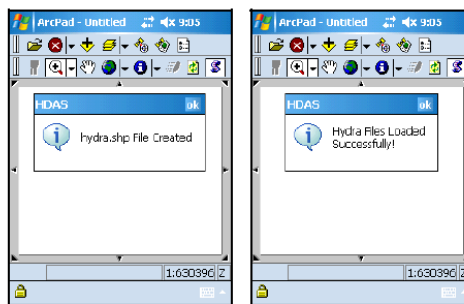 ArcPad - Untitled 9:05
HDAS ok
hydra.shp File Created
1:630396 Z
ArcPad - Untitled 9:05
HDAS ok
Hydra Files Loaded
Successfully!
1:630396 Z